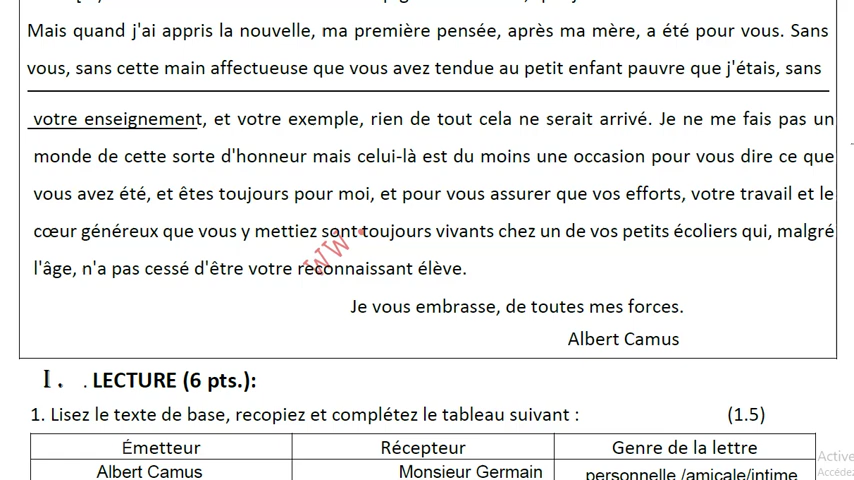 Mais quand j'ai appris la nouvelle, ma première pensée, après ma mère, a été pour vous. Sans
vous, sans cette main affectueuse que vous avez tendue au petit enfant pauvre que j'étais, sans
votre enseignement, et votre exemple, rien de tout cela ne serait arrivé. Je ne me fais pas un
monde de cette sorte d'honneur mais celui-là est du moins une occasion pour vous dire ce que
vous avez été, et êtes toujours pour moi, et pour vous assurer que vos efforts, votre travail et le
cœur généreux que vous y mettiez sont toujours vivants chez un de vos petits écoliers qui, malgré
l'âge, n'a pas cessé d'être votre reconnaissant élève.
ww.
Je vous embrasse, de toutes mes forces.
Albert Camus
I. . LECTURE (6 pts.):
1. Lisez le texte de base, recopiez et complétez le tableau suivant : (1.5)
Émetteur Récepteur Genre de la lettre
Albert Camus Monsieur Germain personnelle /amicale/intime
Active
Accédez